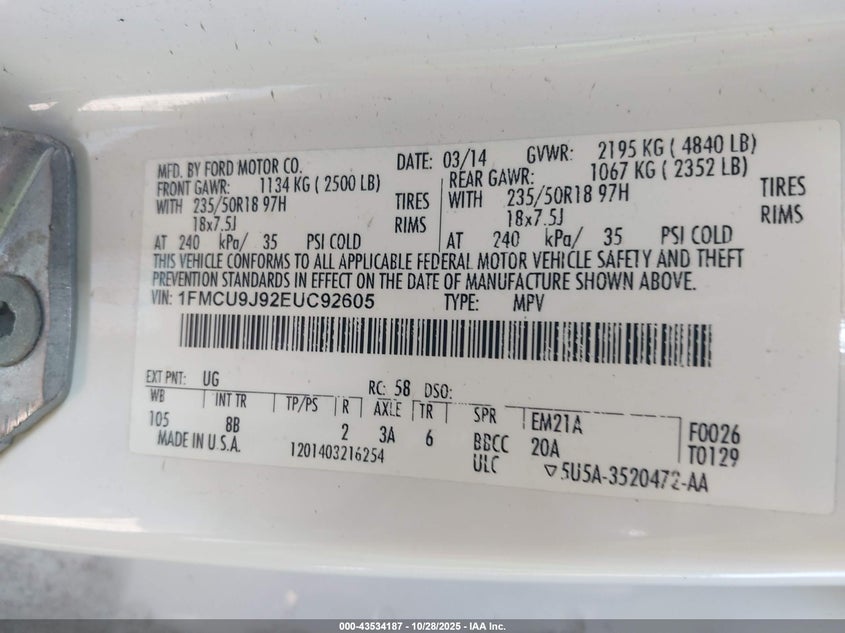 MFD. BY FORD MOTOR CO. DATE: 03/14 GVWR: 2195 KG ( 4840 LB)
FRONT GAWR: 1134 KG ( 2500 LB) REAR GAWR: 1067 KG ( 2352 LB)
WITH 235/50R18 97H TIRES WITH 235/50R18 97H TIRES
18x7.5J RIMS 18x7.5J RIMS
AT 240 kPa/ 35 PSI COLD AT 240 kPa/ 35 PSI COLD
THIS VEHICLE CONFORMS TO ALL APPLICABLE FEDERAL MOTOR VEHICLE SAFETY AND THEFT
PREVENTION STANDARDS IN EFFECT ON THE DATE OF MANUFACTURE SHOWN ABOVE.
VIN: 1FMCU9J92EUC92605 TYPE: MPV
EXT PNT: UG RC: 58 DSO:
WB INT TR TP/PS R AXLE TR SPR EM21A F0026
105 8B 2 3A 6 BBCC 20A T0129
MADE IN U.S.A. 1201403216254 ULC 5U5A-3520472-AA
000-43534187 - 10/28/2025 - IAA Inc.